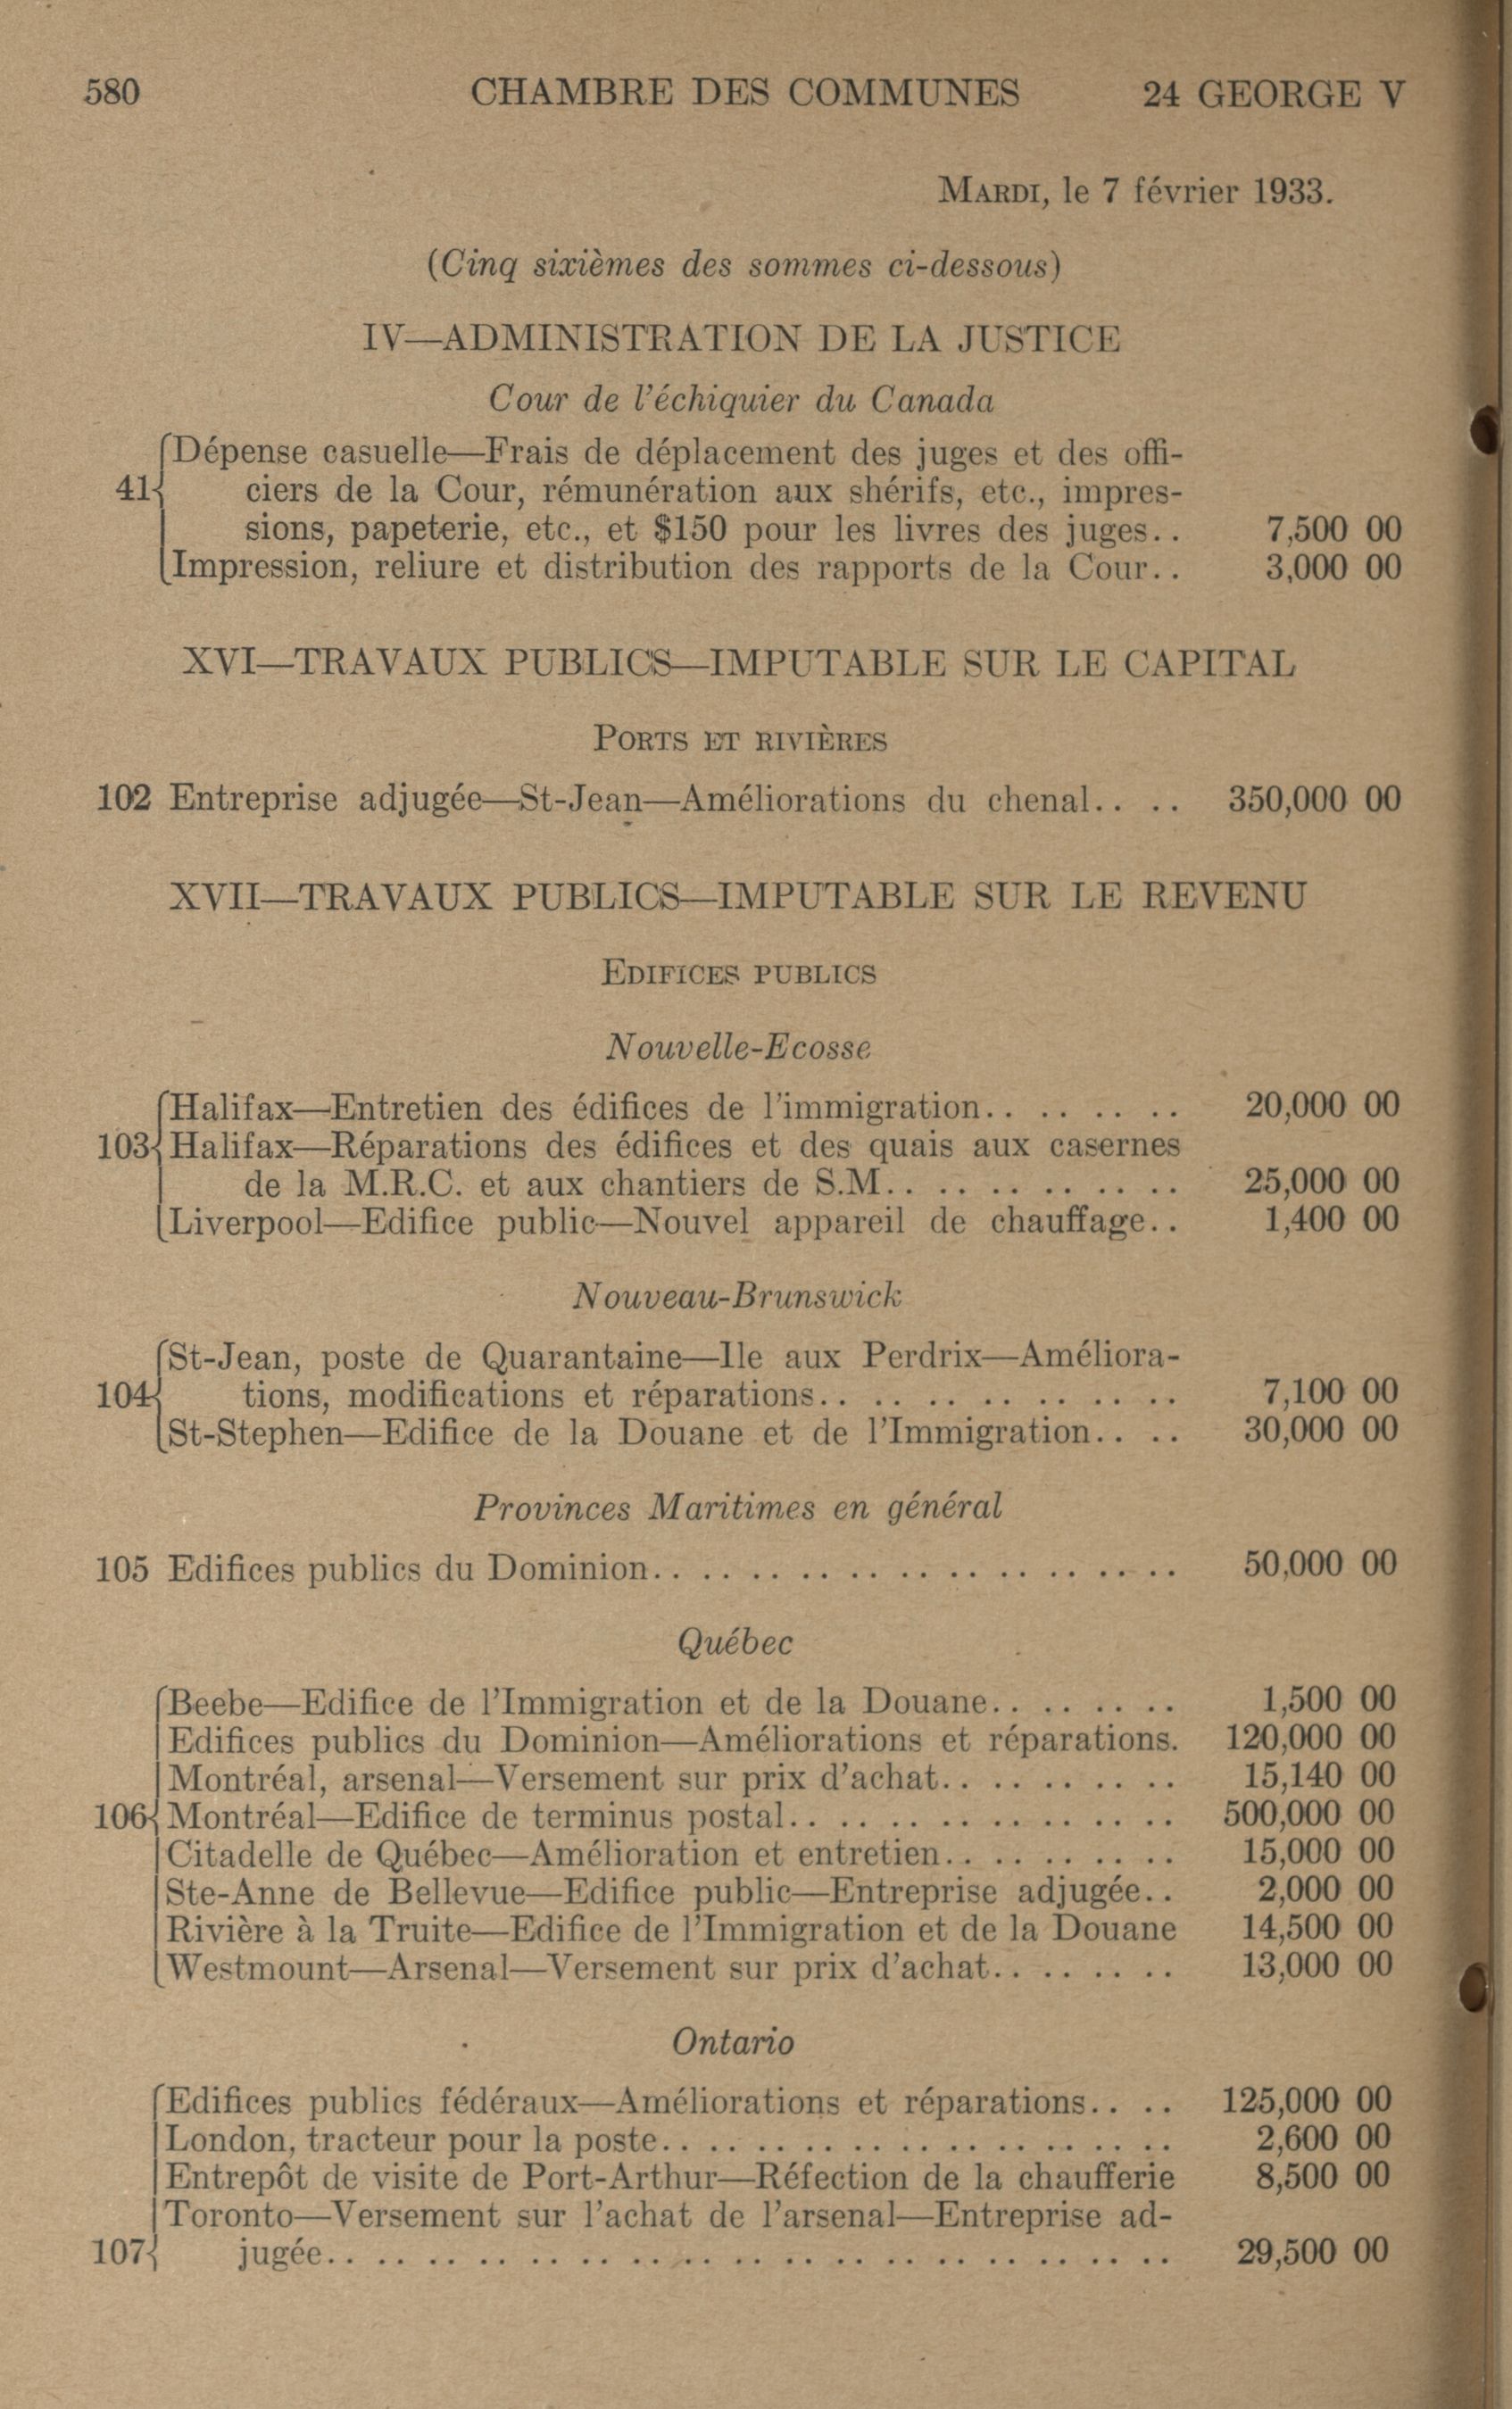 580 CHAMBRE DES COMMUNES 24 GEORGE V
MARDI, le 7 février 1933.
(Cinq sixièmes des sommes ci-dessous)
IV—ADMINISTRATION DE LA JUSTICE
Cour de l'échiquier du Canada
Dépense casuelle—Frais de déplacement des juges et des offi-
41 ciers de la Cour, rémunération aux shérifs, etc., impres-
sions, papeterie, etc., et $150 pour les livres des juges.. 7,500 00
Impression, reliure et distribution des rapports de la Cour.. 3,000 00
XVI—TRAVAUX PUBLICS—IMPUTABLE SUR LE CAPITAL
PORTS ET RIVIÈRES
102 Entreprise adjugée—St-Jean—Améliorations du chenal.. .. 350,000 00
XVII—TRAVAUX PUBLICS—IMPUTABLE SUR LE REVENU
EDIFICES PUBLICS
Nouvelle-Ecosse
Halifax—Entretien des édifices de l'immigration.. .. .. .. 20,000 00
103 Halifax—Réparations des édifices et des quais aux casernes
de la M.R.C. et aux chantiers de S.M.. .. .. .. .. .. 25,000 00
Liverpool—Edifice public—Nouvel appareil de chauffage.. 1,400 00
Nouveau-Brunswick
St-Jean, poste de Quarantaine—Ile aux Perdrix—Améliora-
104 tions, modifications et réparations.. .. .. .. .. .. .. 7,100 00
St-Stephen—Edifice de la Douane et de l'Immigration.. .. 30,000 00
Provinces Maritimes en général
105 Edifices publics du Dominion.. .. .. .. .. .. .. .. .. .. .. 50,000 00
Québec
Beebe—Edifice de l'Immigration et de la Douane.. .. .. .. 1,500 00
Edifices publics du Dominion—Améliorations et réparations. 120,000 00
Montréal, arsenal—Versement sur prix d'achat.. .. .. .. .. 15,140 00
106 Montréal—Edifice de terminus postal.. .. .. .. .. .. .. .. 500,000 00
Citadelle de Québec—Amélioration et entretien.. .. .. .. .. 15,000 00
Ste-Anne de Bellevue—Edifice public—Entreprise adjugée.. 2,000 00
Rivière à la Truite—Edifice de l'Immigration et de la Douane 14,500 00
Westmount—Arsenal—Versement sur prix d'achat.. .. .. .. 13,000 00
Ontario
Edifices publics fédéraux—Améliorations et réparations.. .. 125,000 00
London, tracteur pour la poste.. .. .. .. .. .. .. .. .. .. .. 2,600 00
Entrepôt de visite de Port-Arthur—Réfection de la chaufferie 8,500 00
Toronto—Versement sur l'achat de l'arsenal—Entreprise ad-
107 jugée.. .. .. .. .. .. .. .. .. .. .. .. .. .. .. .. .. 29,500 00